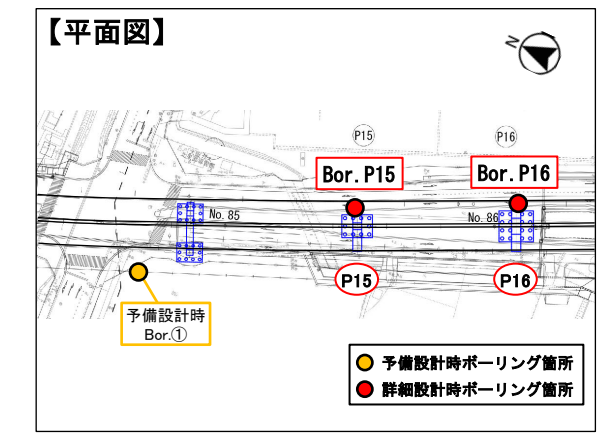 【平面図】
N
P15
P16
Bor. P15
Bor. P16
No. 85
No. 86
P15
P16
予備設計時
Bor.①
予備設計時ボーリング箇所
詳細設計時ボーリング箇所